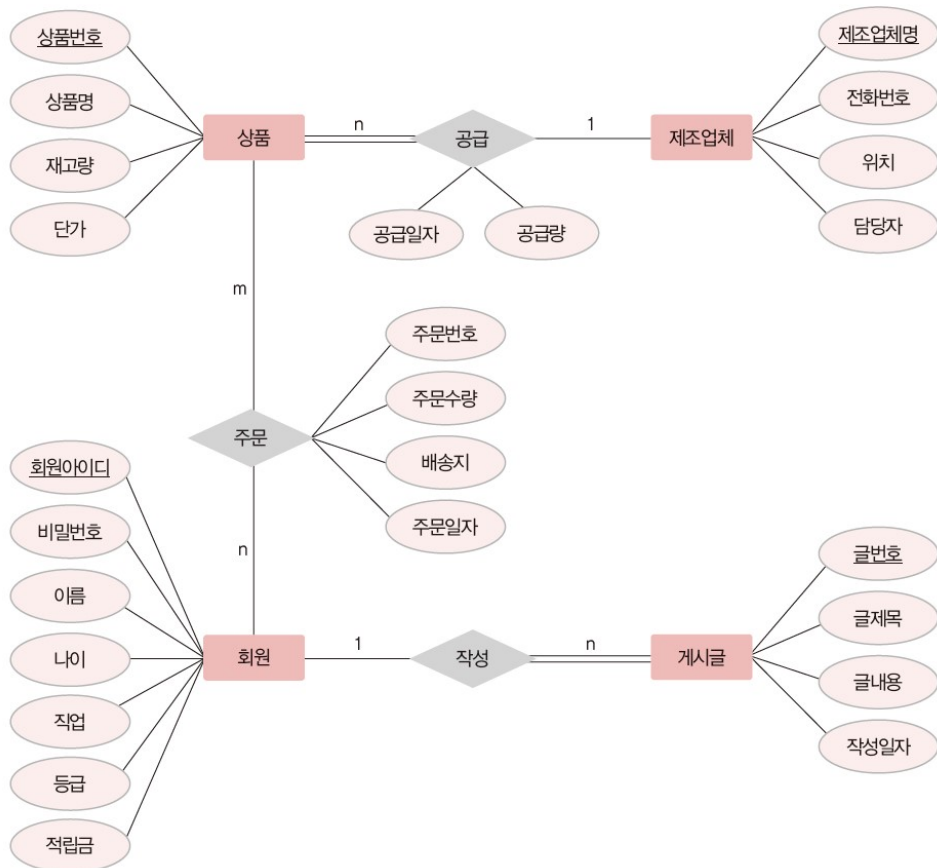 상품번호
상품명
재고량
단가
상품
n
공급
1
제조업체
공급일자
공급량
제조업체명
전화번호
위치
담당자
m
주문
주문번호
주문수량
배송지
주문일자
n
회원아이디
비밀번호
이름
나이
직업
등급
적립금
회원
1
작성
n
게시글
글번호
글제목
글내용
작성일자